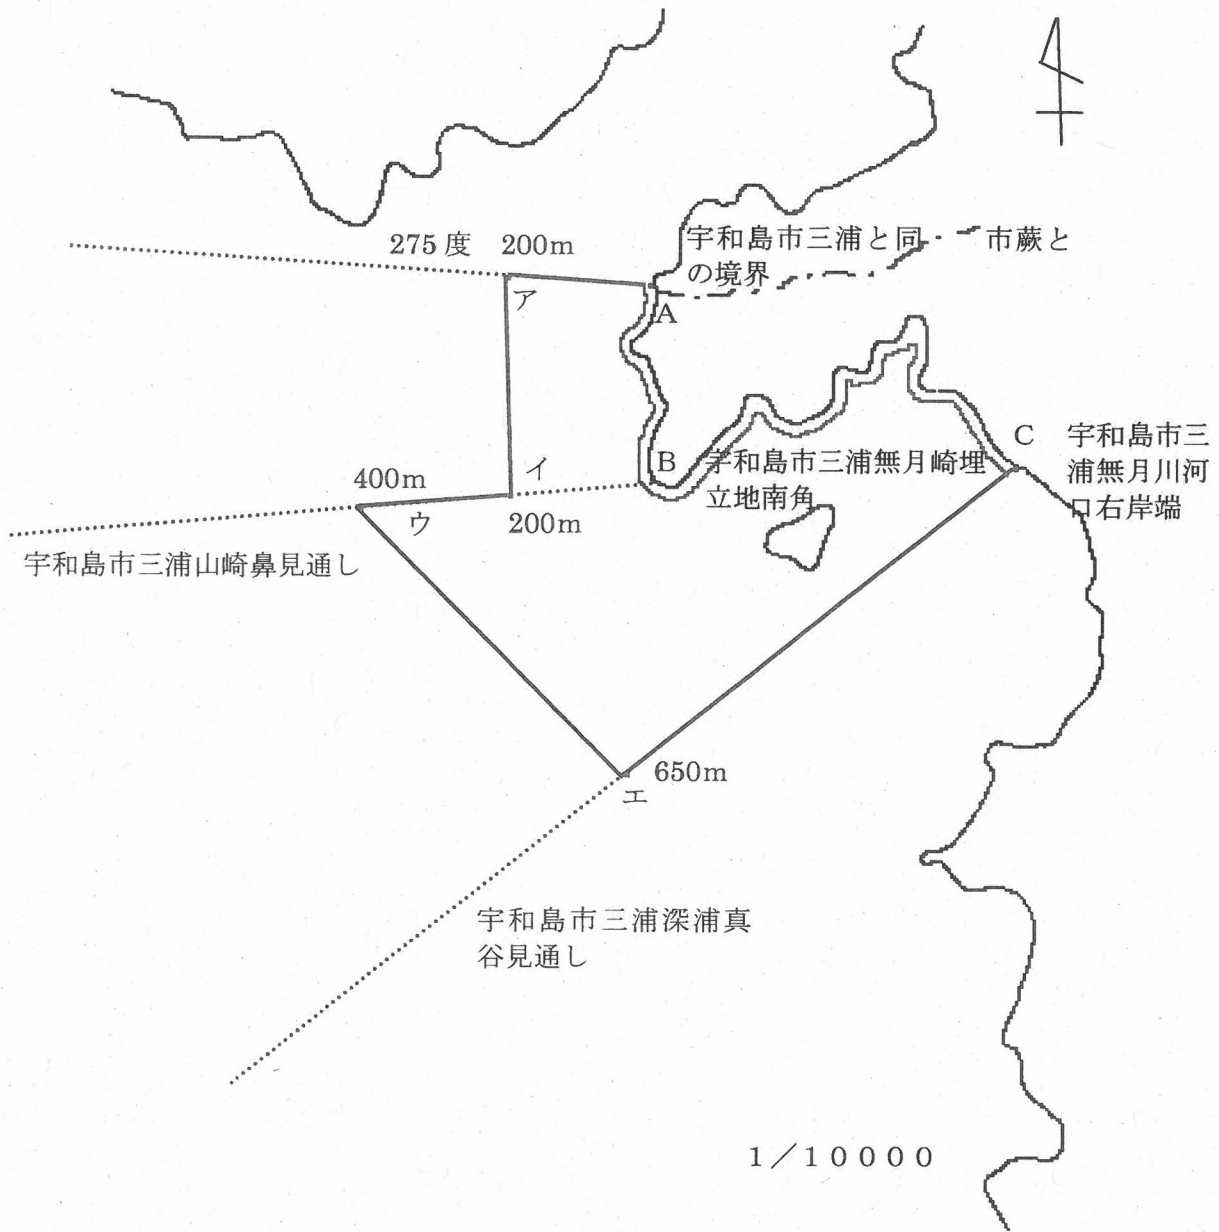 宇和島市三浦と同 市蕨と
の境界
275度 200m
ア
A
C
宇和島市三
浦無月川河
口右岸端
B
宇和島市三浦無月崎埋
立地南角
イ
400m
ウ
200m
宇和島市三浦山崎鼻見通し
650m
エ
宇和島市三浦深浦真
谷見通し
1／10000